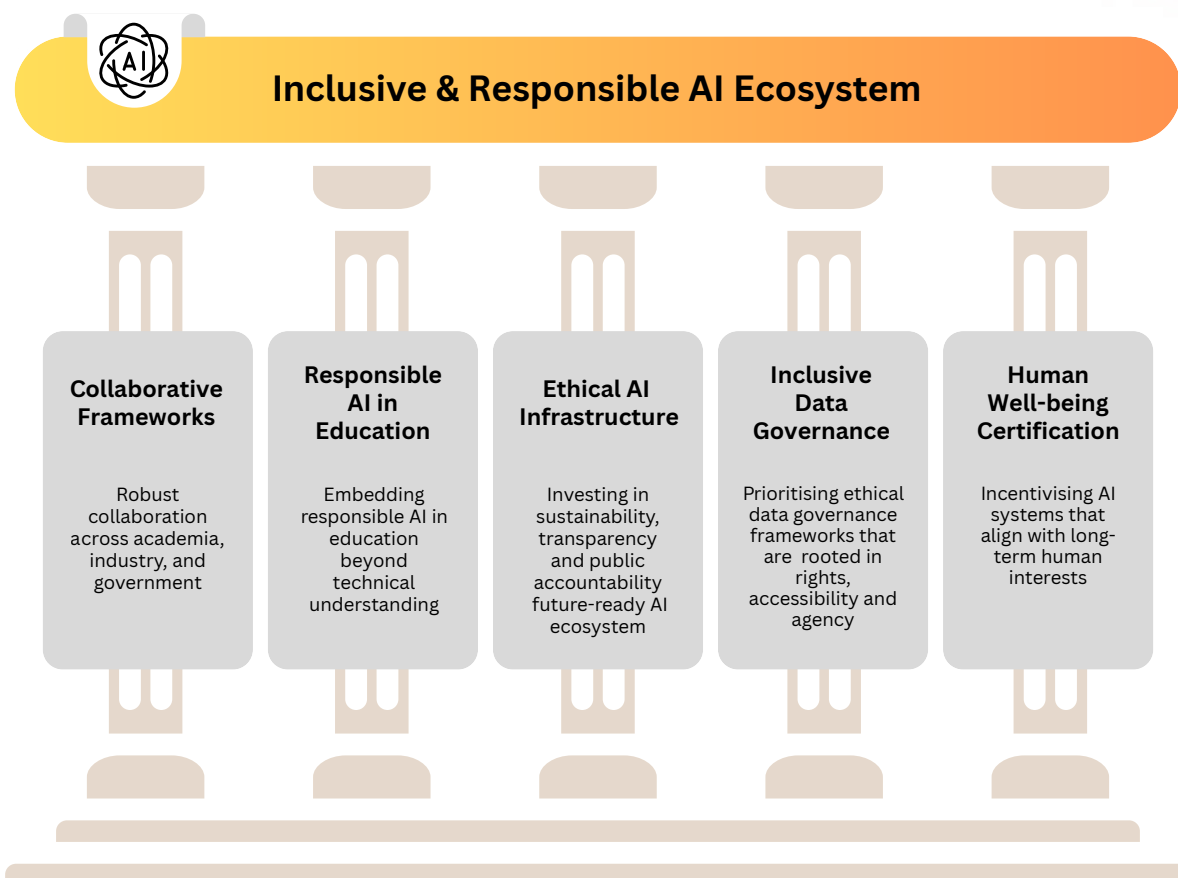 AI
Inclusive & Responsible AI Ecosystem
Collaborative
Frameworks
Robust
collaboration
across academia,
industry, and
government
Responsible
AI in
Education
Embedding
responsible AI in
education
beyond
technical
understanding
Ethical AI
Infrastructure
Investing in
sustainability,
transparency
and public
accountability
future-ready AI
ecosystem
Inclusive
Data
Governance
Prioritising ethical
data governance
frameworks that
are rooted in
rights,
accessibility and
agency
Human
Well-being
Certification
Incentivising AI
systems that
align with long-
term human
interests